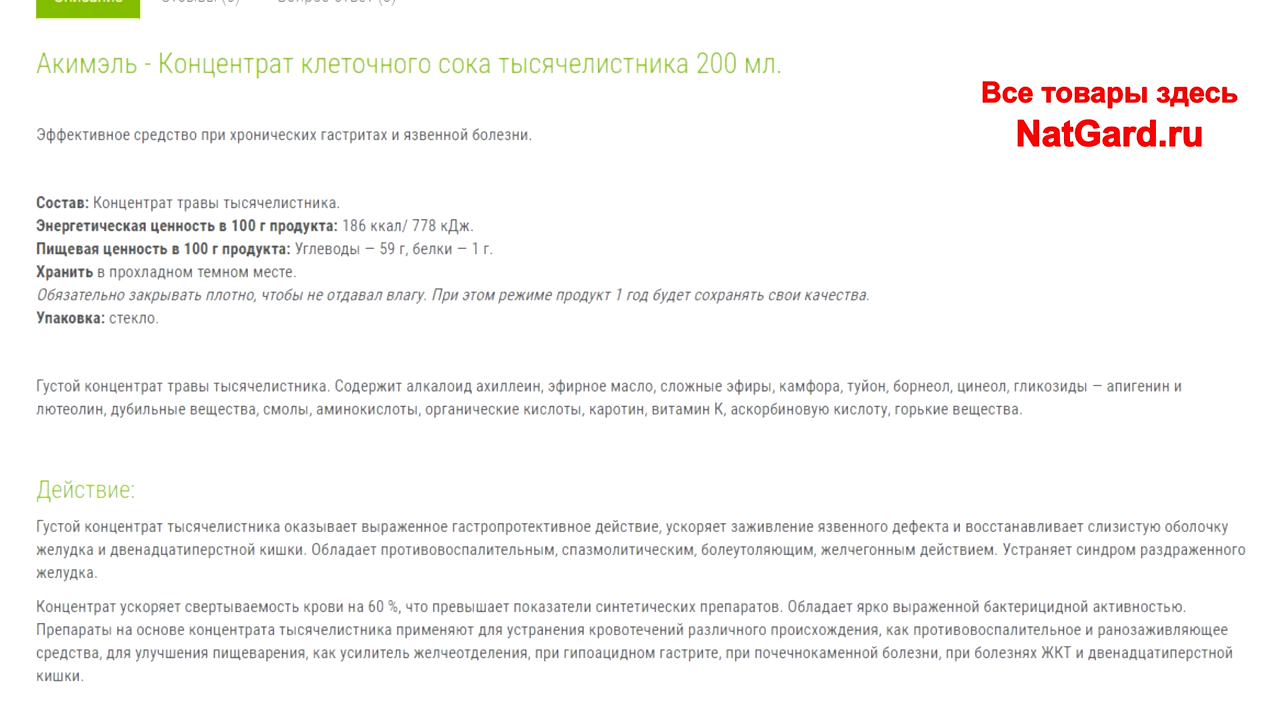 Описание Отзывы (0) Вопрос-ответ (0)
Акимэль - Концентрат клеточного сока тысячелистника 200 мл.
Все товары здесь
NatGard.ru
Эффективное средство при хронических гастритах и язвенной болезни.
Состав: Концентрат травы тысячелистника.
Энергетическая ценность в 100 г продукта: 186 ккал/ 778 кДж.
Пищевая ценность в 100 г продукта: Углеводы — 59 г, белки — 1 г.
Хранить в прохладном темном месте.
Обязательно закрывать плотно, чтобы не отдавал влагу. При этом режиме продукт 1 год будет сохранять свои качества.
Упаковка: стекло.
Густой концентрат травы тысячелистника. Содержит алкалоид ахиллеин, эфирное масло, сложные эфиры, камфора, туйон, борнеол, цинеол, гликозиды — апигенин и
лютеолин, дубильные вещества, смолы, аминокислоты, органические кислоты, каротин, витамин К, аскорбиновую кислоту, горькие вещества.
Действие:
Густой концентрат тысячелистника оказывает выраженное гастропротективное действие, ускоряет заживление язвенного дефекта и восстанавливает слизистую оболочку
желудка и двенадцатиперстной кишки. Обладает противовоспалительным, спазмолитическим, болеутоляющим, желчегонным действием. Устраняет синдром раздраженного
желудка.
Концентрат ускоряет свертываемость крови на 60 %, что превышает показатели синтетических препаратов. Обладает ярко выраженной бактерицидной активностью.
Препараты на основе концентрата тысячелистника применяют для устранения кровотечений различного происхождения, как противовоспалительное и ранозаживляющее
средства, для улучшения пищеварения, как усилитель желчеотделения, при гипоацидном гастрите, при почечнокаменной болезни, при болезнях ЖКТ и двенадцатиперстной
кишки.